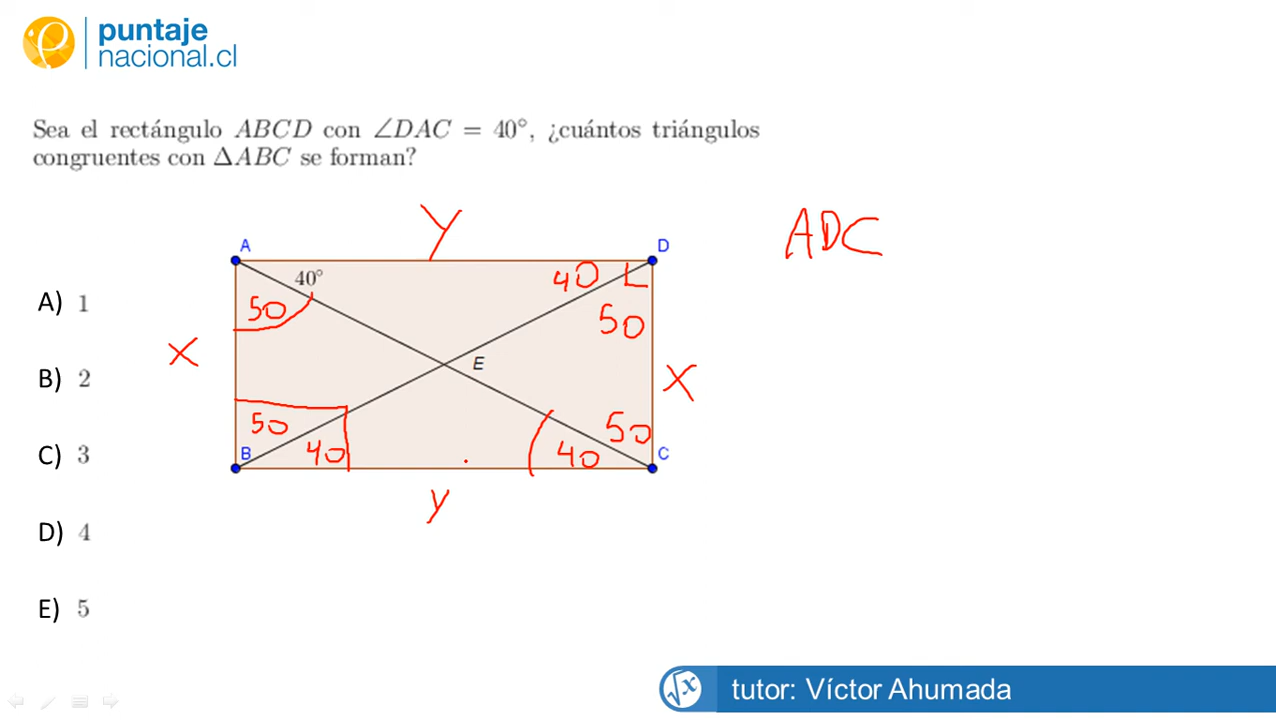 puntaje
nacional.cl
Sea el rectángulo ABCD con ∠DAC = 40°, ¿cuántos triángulos
congruentes con ΔABC se forman?
y
ADC
A
D
40°
40
50
50
A) 1
x
E
x
B) 2
50
50
B
40
40
C
C) 3
y
D) 4
E) 5
√x
tutor: Víctor Ahumada